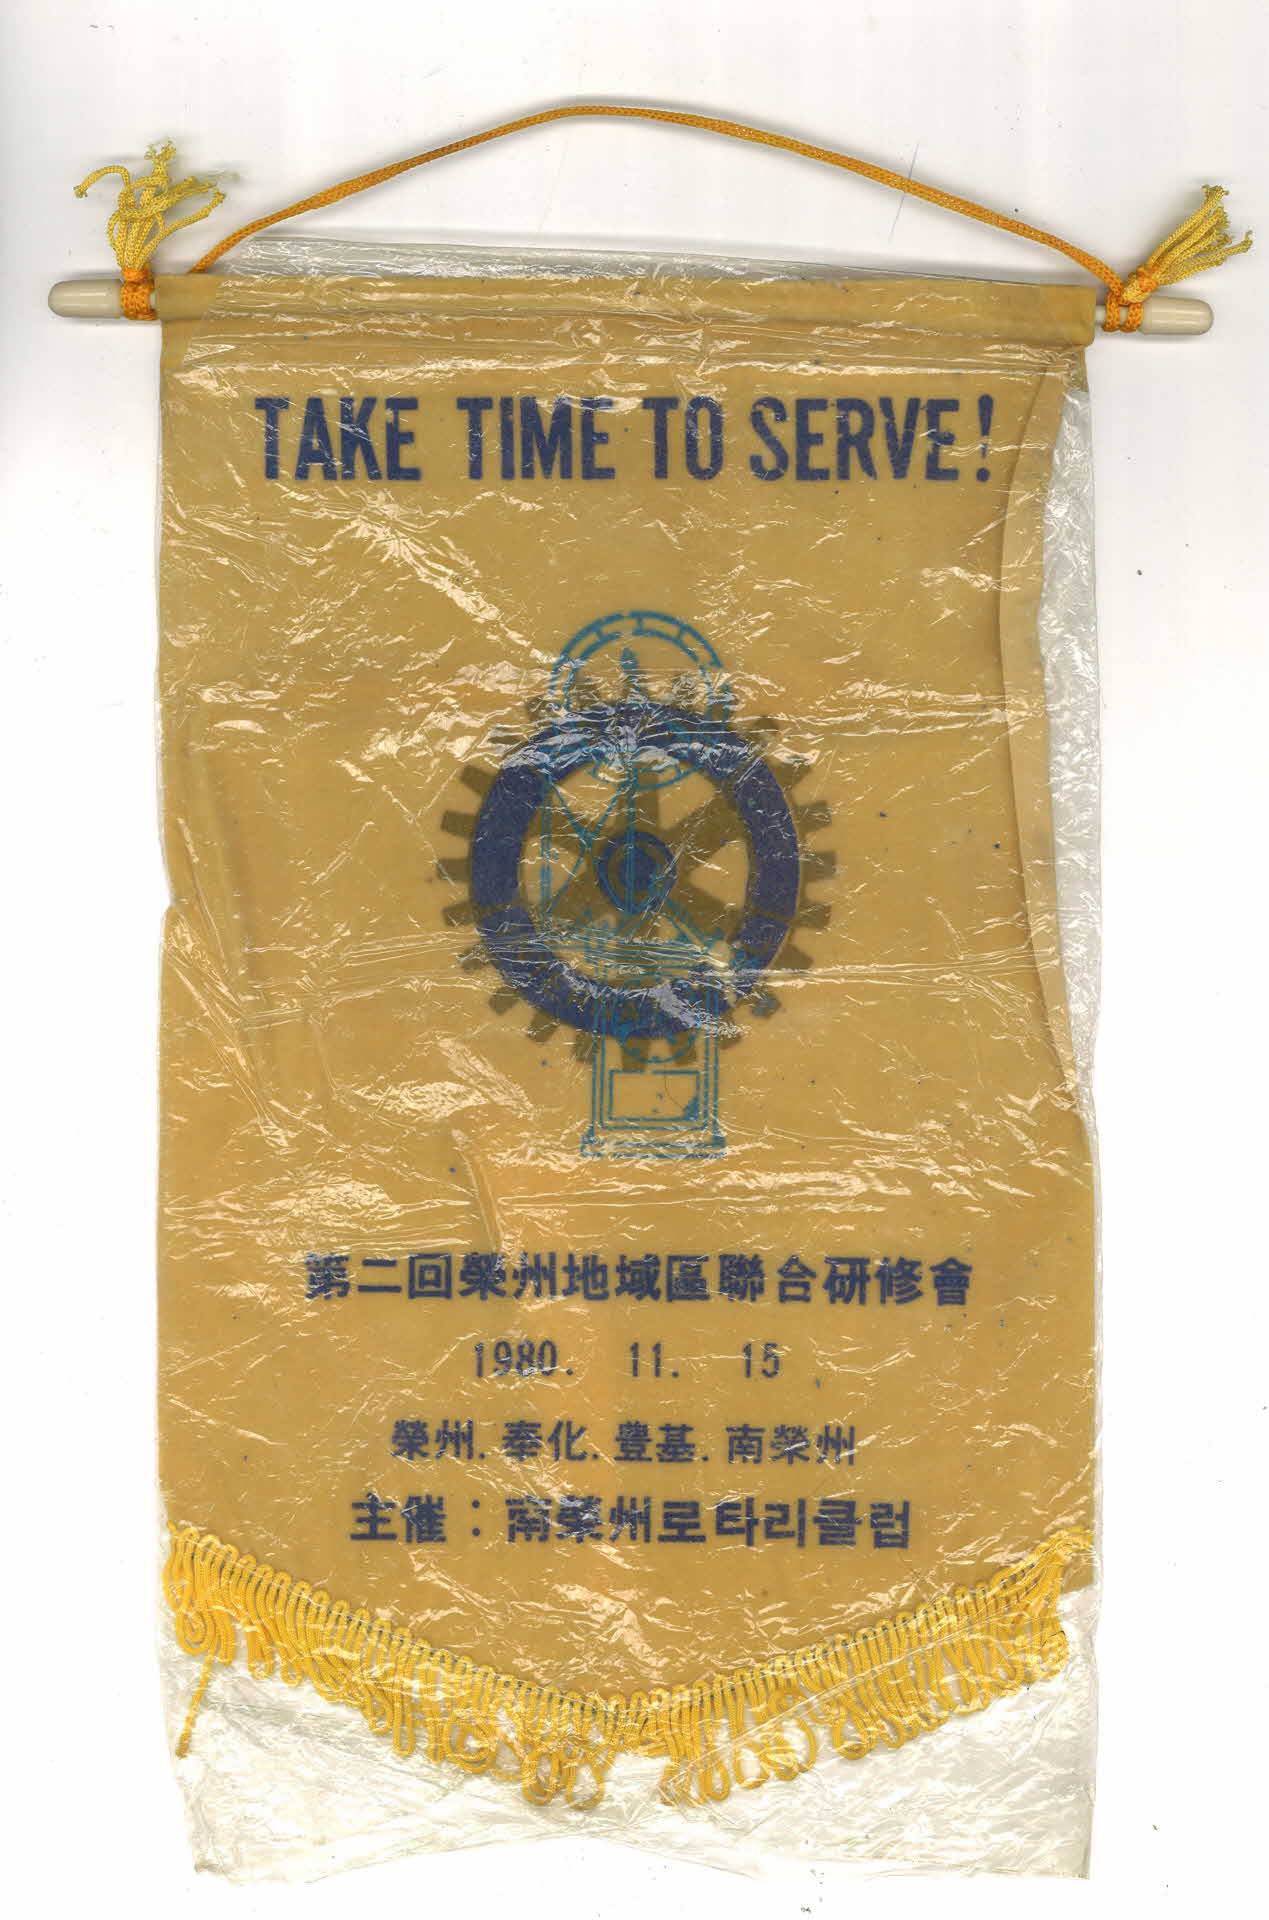 TAKE TIME TO SERVE!
第二回榮州地域區聯合研修會
1980. 11. 15
榮州. 奉化. 豊基. 南榮州
主催 : 南榮州로타리클럽